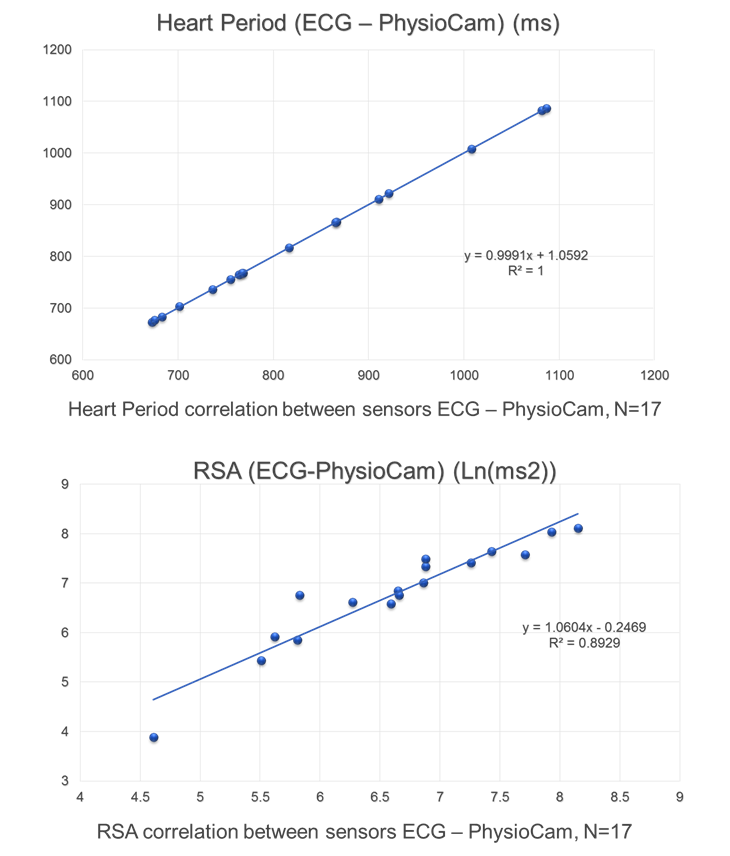 Heart Period (ECG – PhysioCam) (ms)
1200
1100
1000
900
800
y = 0.9991x + 1.0592
R² = 1
700
600
600 700 800 900 1000 1100 1200
Heart Period correlation between sensors ECG – PhysioCam, N=17
RSA (ECG-PhysioCam) (Ln(ms2))
9
8
7
6
y = 1.0604x - 0.2469
R² = 0.8929
5
4
3
4 4.5 5 5.5 6 6.5 7 7.5 8 8.5 9
RSA correlation between sensors ECG – PhysioCam, N=17